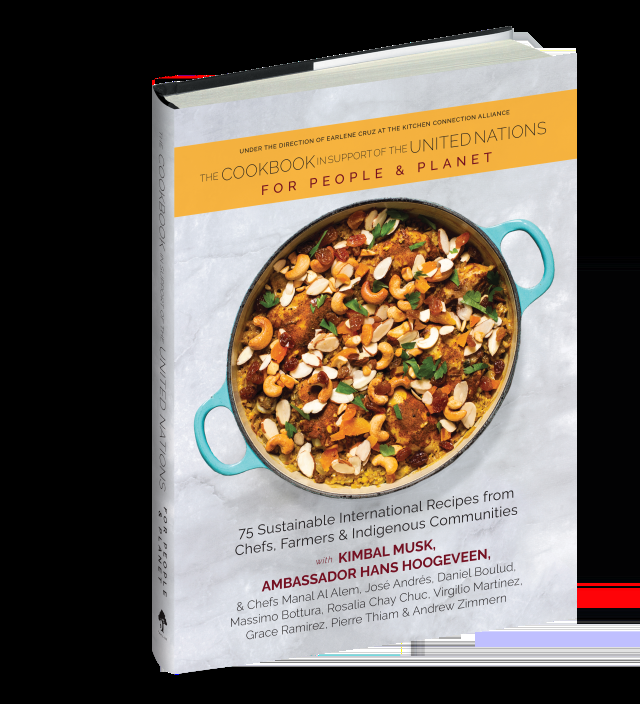 UNDER THE DIRECTION OF EARLENE CRUZ AT THE KITCHEN CONNECTION ALLIANCE
THE COOKBOOK IN SUPPORT OF THE UNITED NATIONS
FOR PEOPLE & PLANET
75 Sustainable International Recipes from
Chefs, Farmers & Indigenous Communities
with KIMBAL MUSK,
AMBASSADOR HANS HOOGEVEEN,
& Chefs Manal Al Alem, José Andrés, Daniel Boulud,
Massimo Bottura, Rosalia Chay Chuc, Virgilio Martínez,
Grace Ramirez, Pierre Thiam & Andrew Zimmern
THE COOKBOOK IN SUPPORT OF THE UNITED NATIONS
FOR PEOPLE
& PLANET